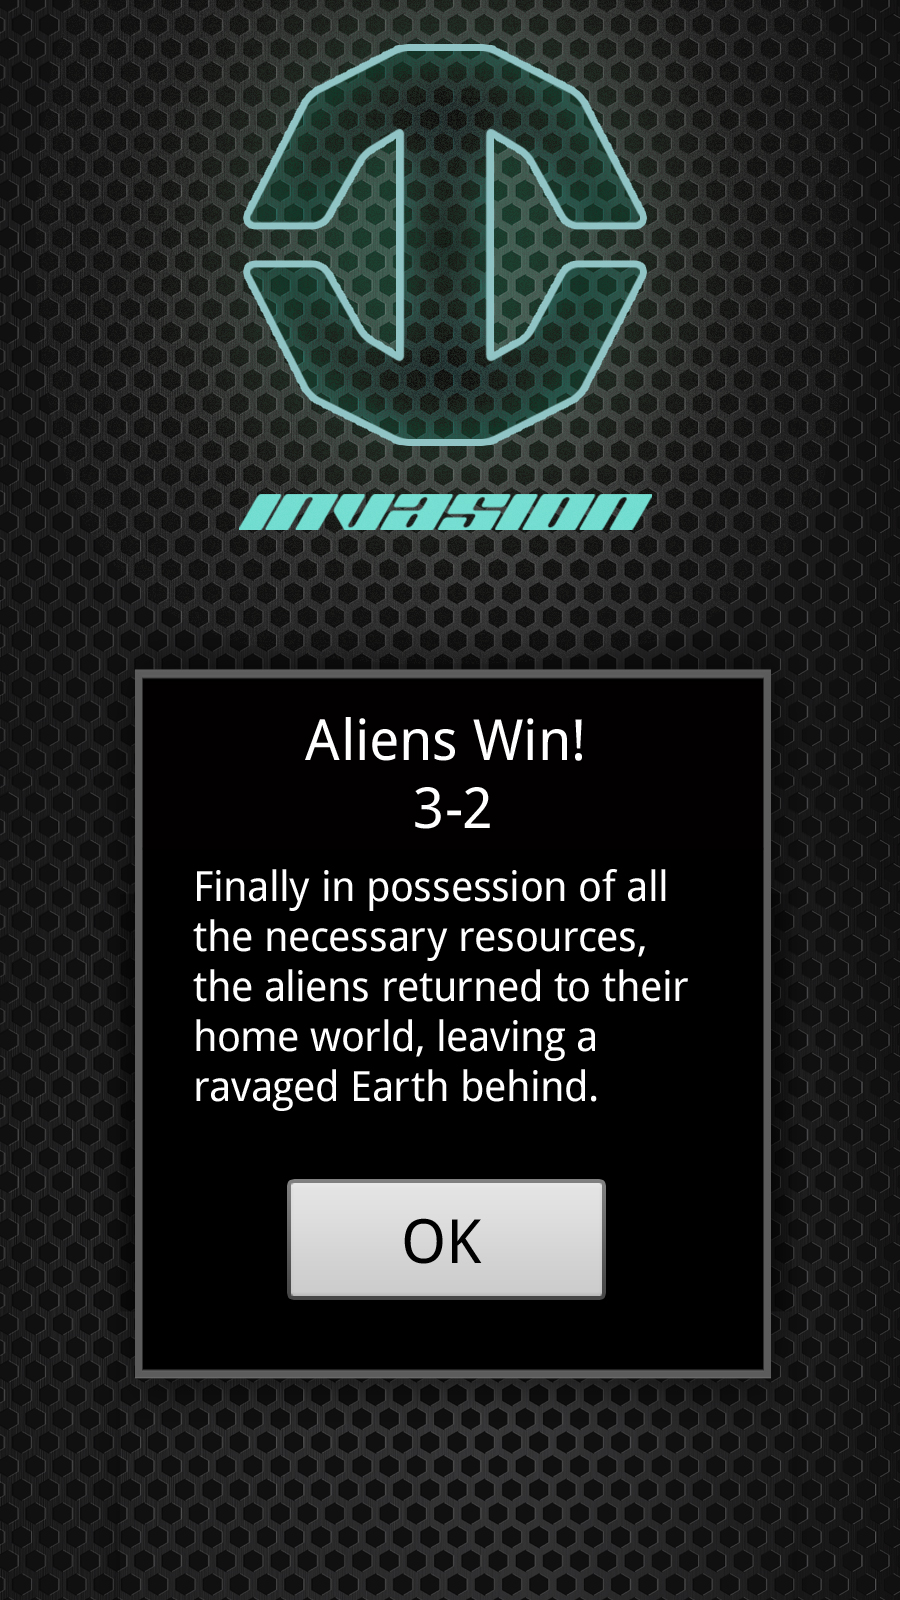 INVASION
Aliens Win!
3-2
Finally in possession of all
the necessary resources,
the aliens returned to their
home world, leaving a
ravaged Earth behind.
OK